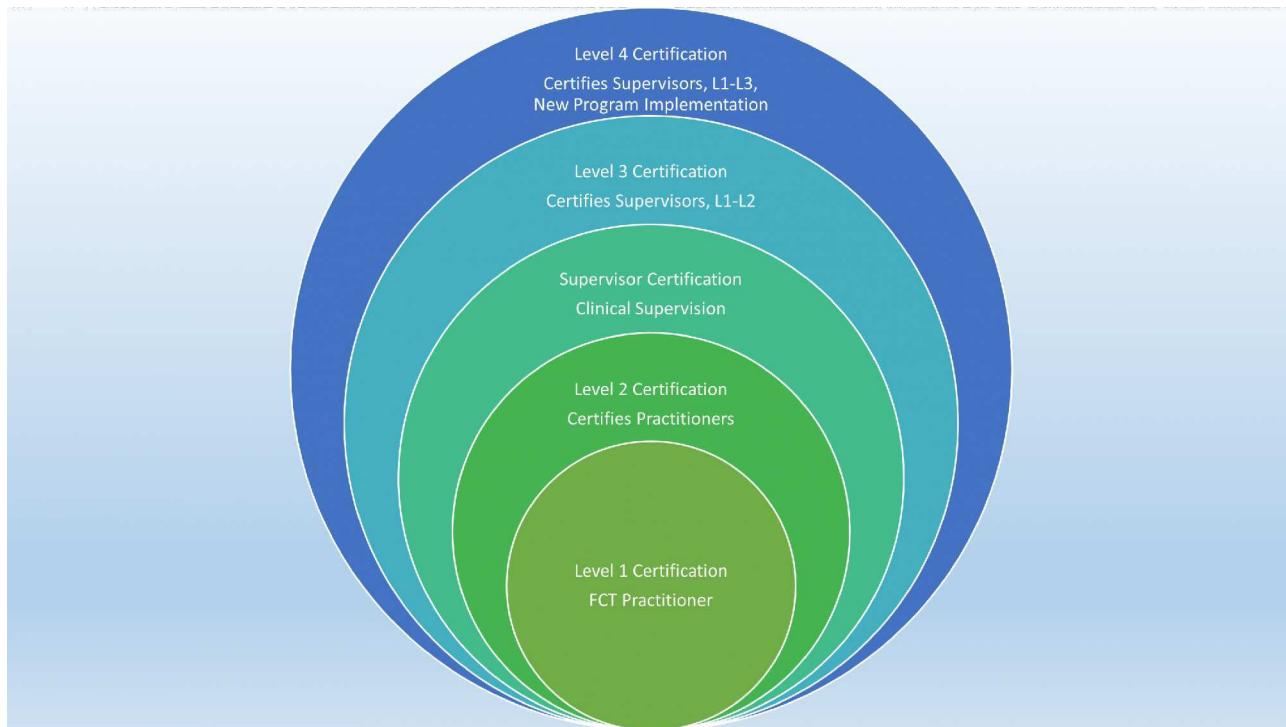 Level 4 Certification
Certifies Supervisors, L1-L3,
New Program Implementation
Level 3 Certification
Certifies Supervisors, L1-L2
Supervisor Certification
Clinical Supervision
Level 2 Certification
Certifies Practitioners
Level 1 Certification
FCT Practitioner